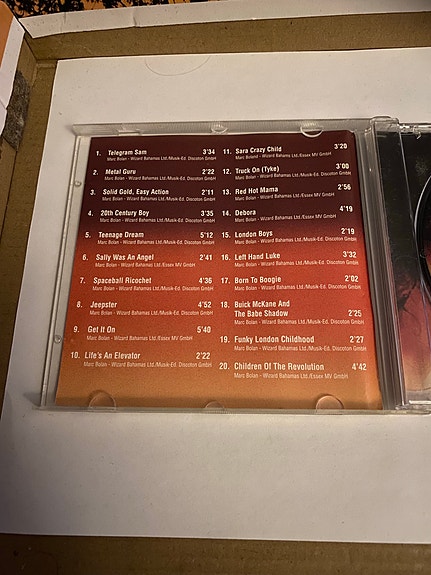 1. Telegram Sam 3'34
Marc Bolan - Wizard Bahamas Ltd./Musik-Ed. Discoton GmbH
2. Metal Guru 2'22
Marc Bolan - Wizard Bahamas Ltd./Musik-Ed. Discoton GmbH
3. Solid Gold, Easy Action 2'11
Marc Bolan - Wizard Bahamas Ltd./Musik-Ed. Discoton GmbH
4. 20th Century Boy 3'35
Marc Bolan - Wizard Bahamas Ltd./Musik-Ed. Discoton GmbH
5. Teenage Dream 5'12
Marc Bolan - Wizard Bahamas Ltd./Musik-Ed. Discoton GmbH
6. Sally Was An Angel 2'41
Marc Bolan - Wizard Bahamas Ltd./Essex MV GmbH
7. Spaceball Ricochet 4'36
Marc Bolan - Wizard Bahamas Ltd./Musik-Ed. Discoton GmbH
8. Jeepster 4'52
Marc Bolan - Wizard Bahamas Ltd./Essex MV GmbH
9. Get It On 5'40
Marc Bolan - Wizard Bahamas Ltd./Essex MV GmbH
10. Life's An Elevator 2'22
Marc Bolan - Wizard Bahamas Ltd./Musik-Ed. Discoton GmbH
11. Sara Crazy Child 3'20
Marc Boland - Wizard Bahams Ltd./Essex MV GmbH
12. Truck On (Tyke) 3'00
Marc Bolan - Wizard Bahamas Ltd./Musik-Ed. Discoton GmbH
13. Red Hot Mama 2'56
Marc Bolan - Wizard Bahamas Ltd./Essex MV GmbH
14. Debora 4'19
Marc Bolan - Wizard Bahamas Ltd./Essex MV GmbH
15. London Boys 2'19
Marc Bolan - Wizard Bahamas Ltd./Musik-Ed. Discoton GmbH
16. Left Hand Luke 3'32
Marc Bolan - Wizard Bahamas Ltd./Musik-Ed. Discoton GmbH
17. Born To Boogie 2'02
Marc Bolan - Wizard Bahamas Ltd./Musik-Ed. Discoton GmbH
18. Buick McKane And
The Babe Shadow 2'25
Marc Bolan - Wizard Bahamas Ltd./Essex MV GmbH
19. Funky London Childhood 2'27
Marc Bolan - Wizard Bahamas Ltd./Musik-Ed. Discoton GmbH
20. Children Of The Revolution 4'42
Marc Bolan - Wizard Bahamas Ltd./Essex MV GmbH